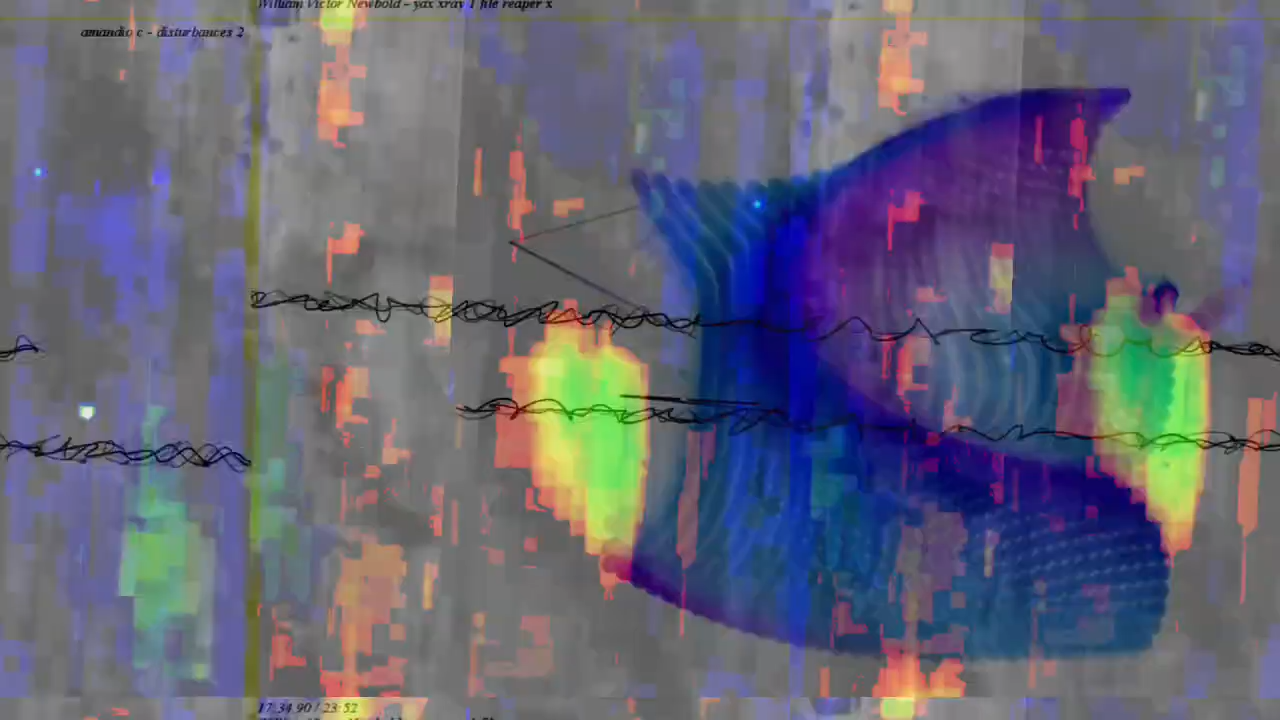 William Victor Newbold - yax xray 1 file reaper x
amandio c - disturbances 2
17:34.90 / 23:52